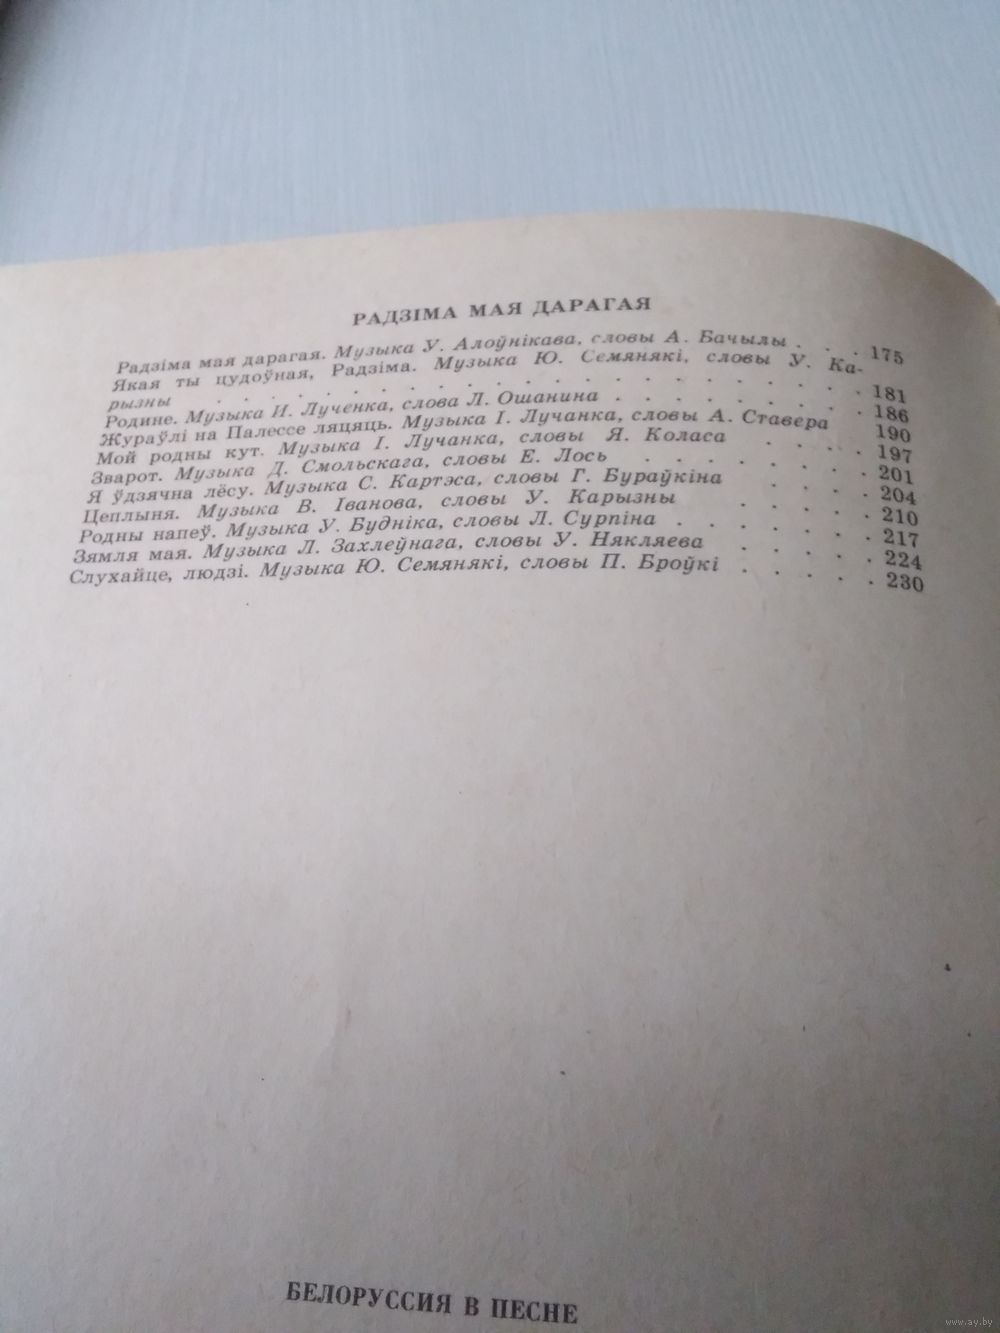 РАДЗІМА МАЯ ДАРАГАЯ
Радзіма мая дарагая. Музыка У. Алоўнікава, словы А. Бачылы . . . 175
Якая ты цудоўная, Радзіма. Музыка Ю. Семянякі, словы У. Ка-
рызны . . . . . . . . . . . . . . . . 181
Родине. Музыка И. Лученка, слова Л. Ошанина . . . . . . . 186
Жураўлі на Палессе ляцяць. Музыка І. Лучанка, словы А. Ставера 190
Мой родны кут. Музыка І. Лучанка, словы Я. Коласа . . . . 197
Зварот. Музыка Д. Смольскага, словы Е. Лось . . . . . . . 201
Я ўдзячна лёсу. Музыка С. Картэса, словы Г. Бураўкіна . . . . 204
Цеплыня. Музыка В. Іванова, словы У. Карызны . . . . 210
Родны напеў. Музыка У. Будніка, словы Л. Сурпіна . . . . . . 217
Зямля мая. Музыка Л. Захлеўнага, словы У. Някляева . . . . 224
Слухайце, людзі. Музыка Ю. Семянякі, словы П. Броўкі . . . . . 230
БЕЛОРУССИЯ В ПЕСНЕ
www.ay.by